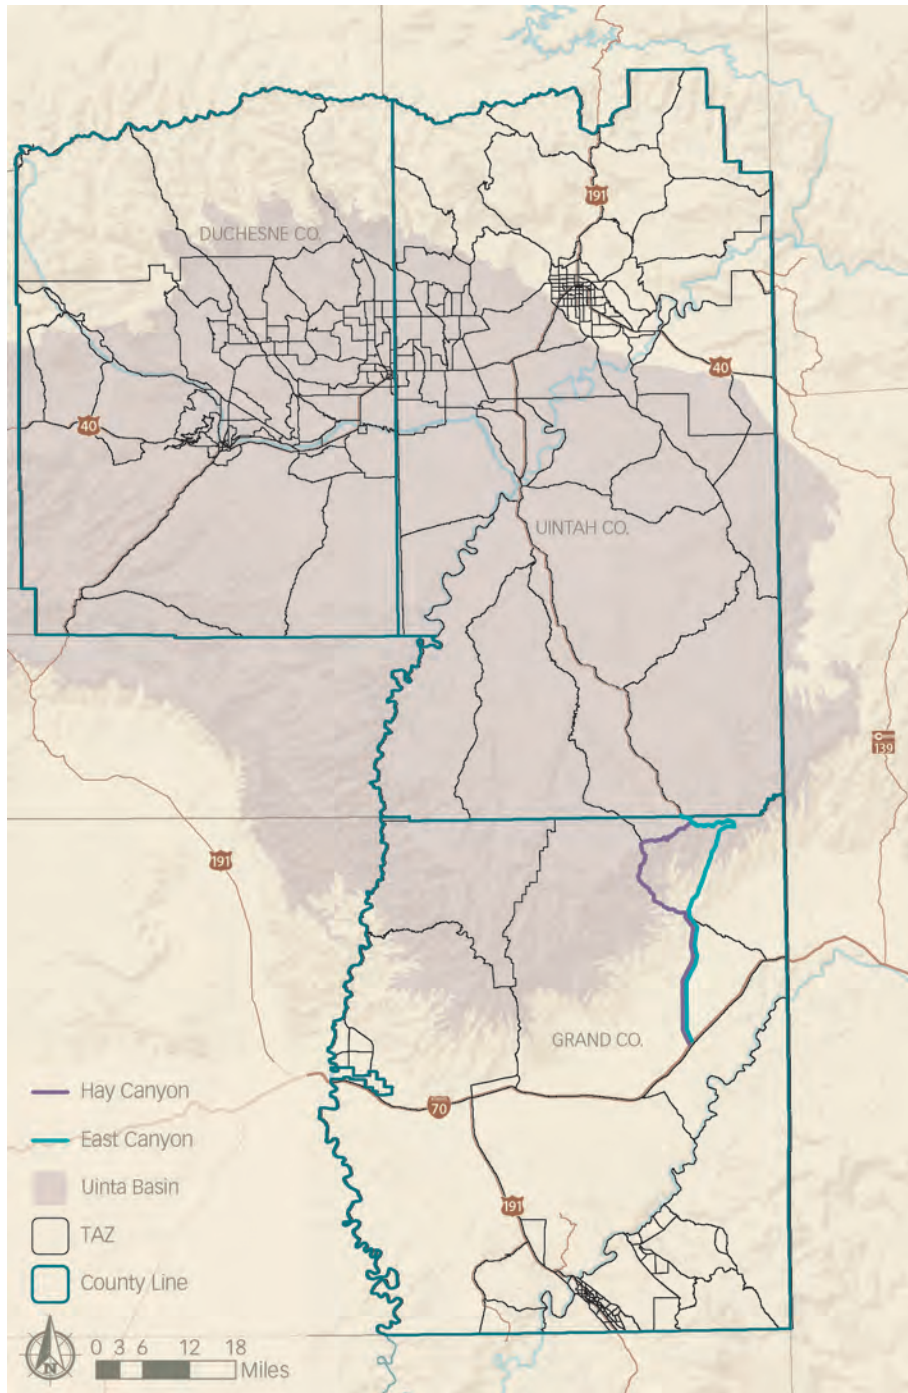 191
DUCHESNE CO.
40
40
UINTAH CO.
139
191
GRAND CO.
Hay Canyon
70
East Canyon
Uinta Basin
191
TAZ
County Line
N
0 3 6 12 18
Miles